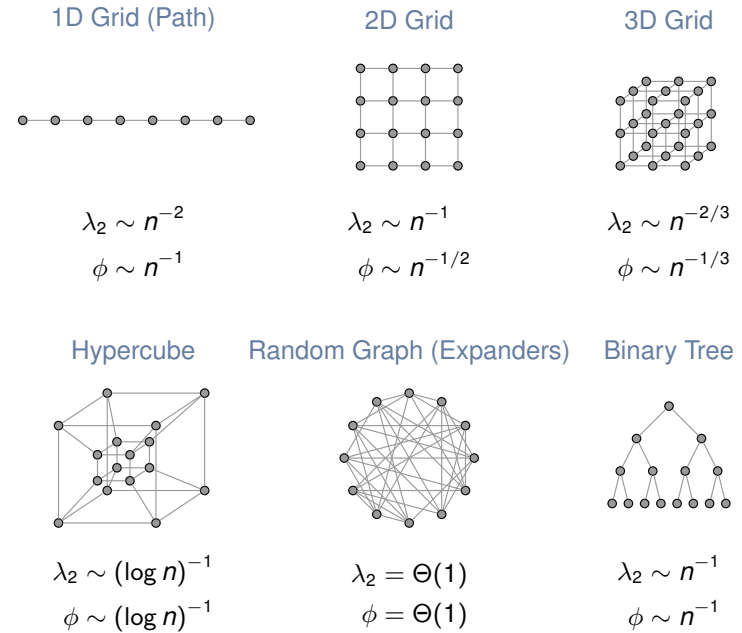 1D Grid (Path)
2D Grid
3D Grid
λ₂ ∼ n⁻²
λ₂ ∼ n⁻¹
λ₂ ∼ n^{−2/3}
ϕ ∼ n⁻¹
ϕ ∼ n^{−1/2}
ϕ ∼ n^{−1/3}
Hypercube
Random Graph (Expanders)
Binary Tree
λ₂ ∼ (log n)⁻¹
λ₂ = Θ(1)
λ₂ ∼ n⁻¹
ϕ ∼ (log n)⁻¹
ϕ = Θ(1)
ϕ ∼ n⁻¹